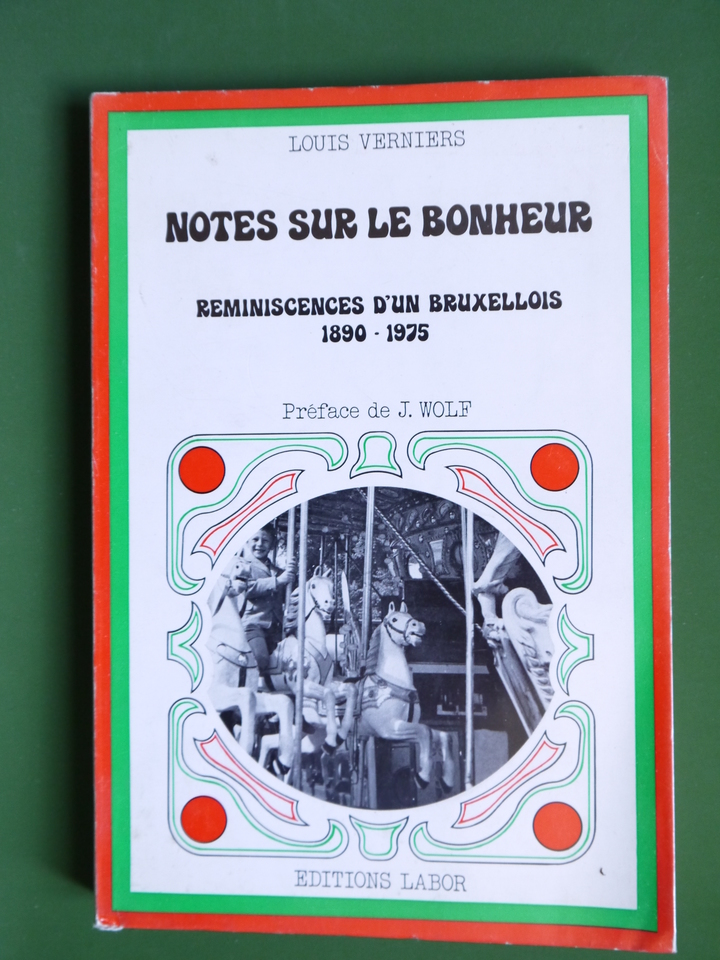 LOUIS VERNIERS
NOTES SUR LE BONHEUR
REMINISCENCES D'UN BRUXELLOIS
1890 - 1975
Préface de J. WOLF
EDITIONS LABOR